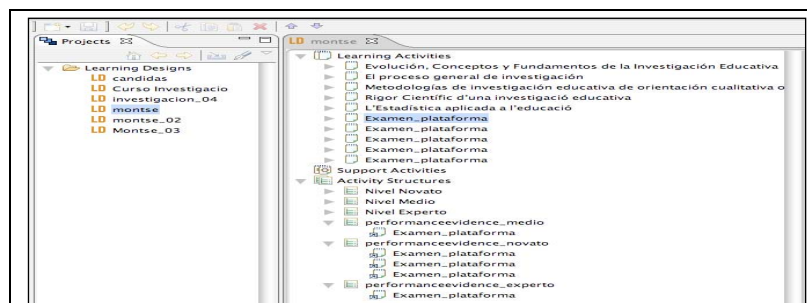 Projects
Learning Designs
LD candidas
LD Curso Investigacio
LD investigacion_04
LD montse
LD montse_02
LD Montse_03
LD montse
Learning Activities
Evolución, Conceptos y Fundamentos de la Investigación Educativa
El proceso general de investigación
Metodologías de investigación educativa de orientación cualitativa o
Rigor Científic d'una investigació educativa
L'Estadística aplicada a l'educació
Examen_plataforma
Examen_plataforma
Examen_plataforma
Examen_plataforma
Examen_plataforma
Support Activities
Activity Structures
Nivel Novato
Nivel Medio
Nivel Experto
performanceevidence_medio
Examen_plataforma
performanceevidence_novato
Examen_plataforma
Examen_plataforma
Examen_plataforma
performanceevidence_experto
Examen_plataforma